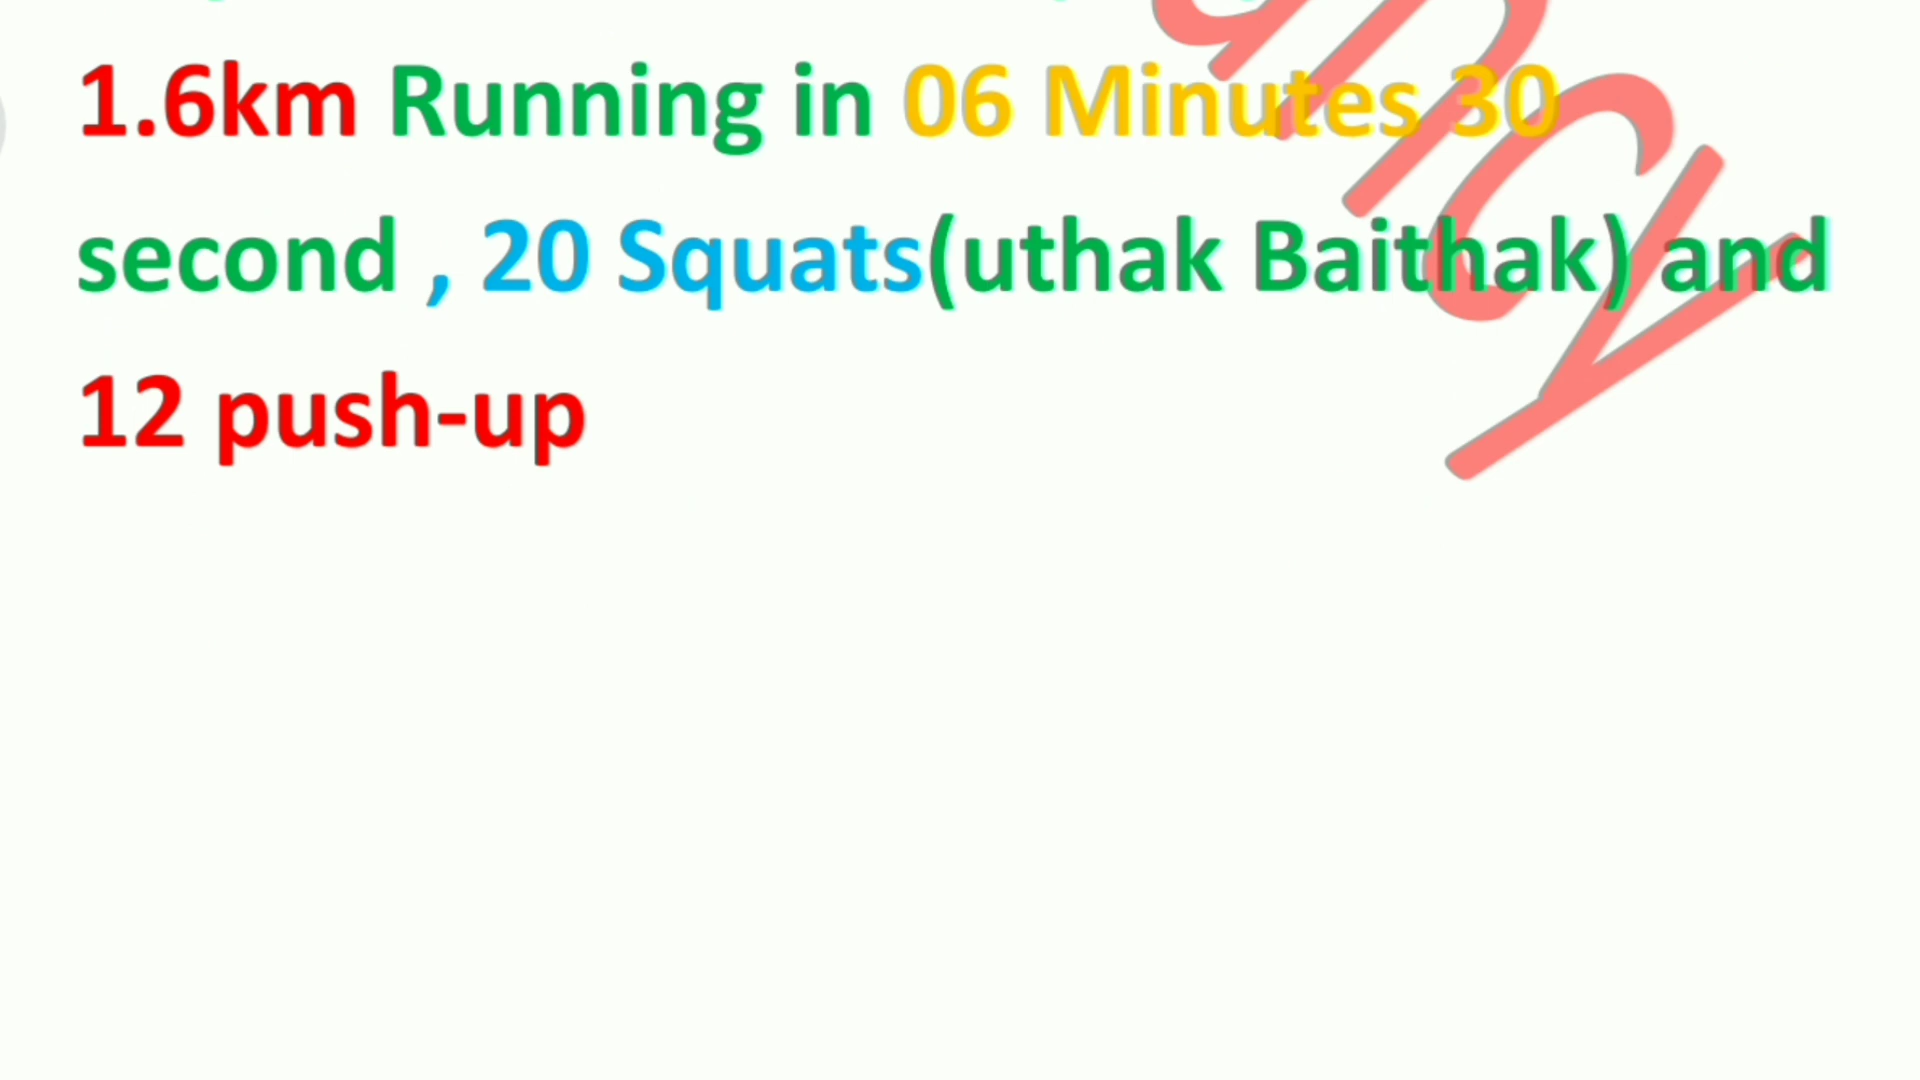 1.6km Running in 06 Minutes 30
second , 20 Squats(uthak Baithak) and
12 push-up